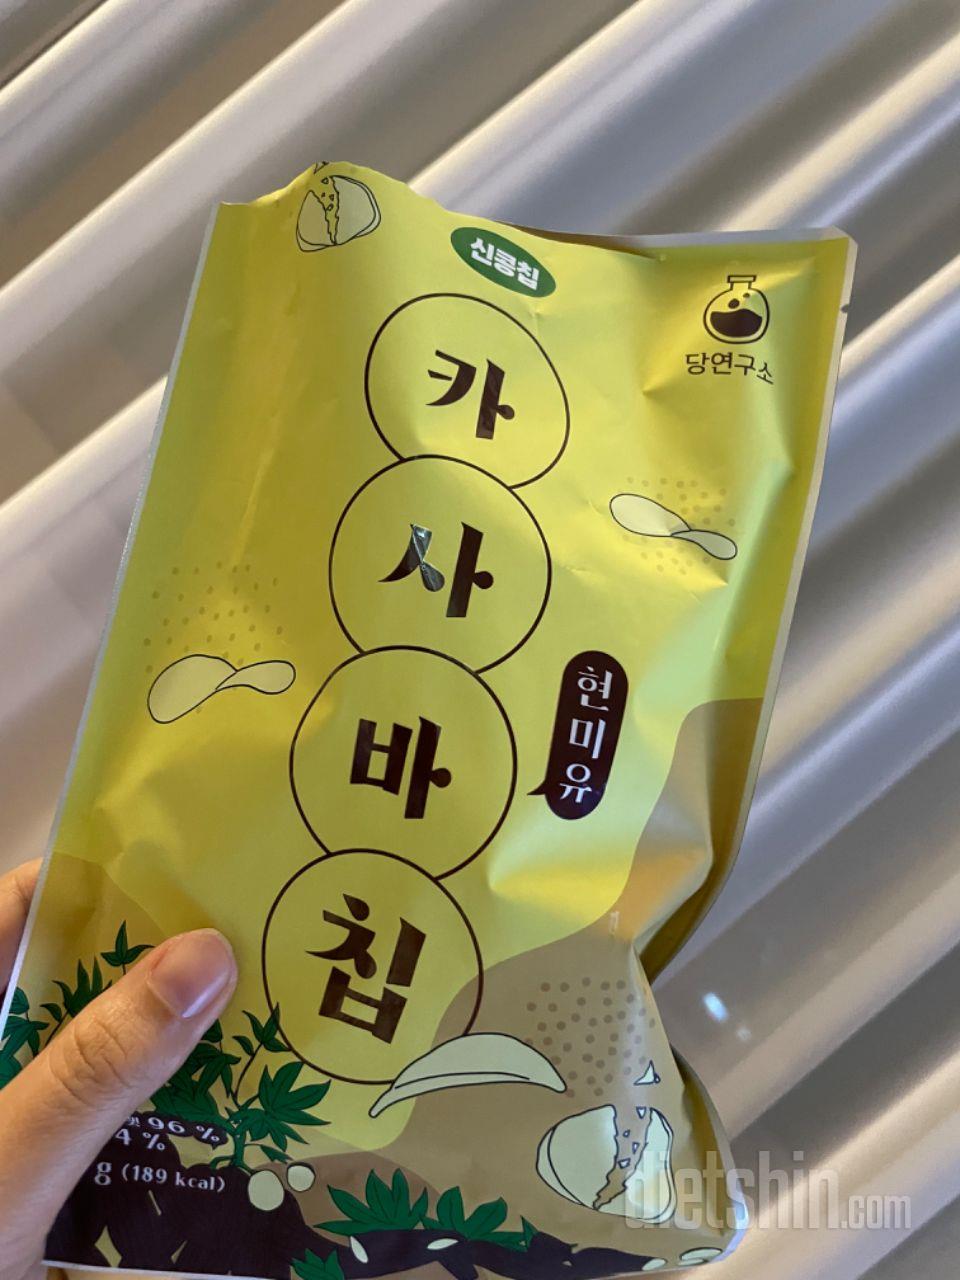 신콩칩
당연구소
카
사
바
칩
현미유
96 %
4 %
g (189 kcal)
dietshin.com